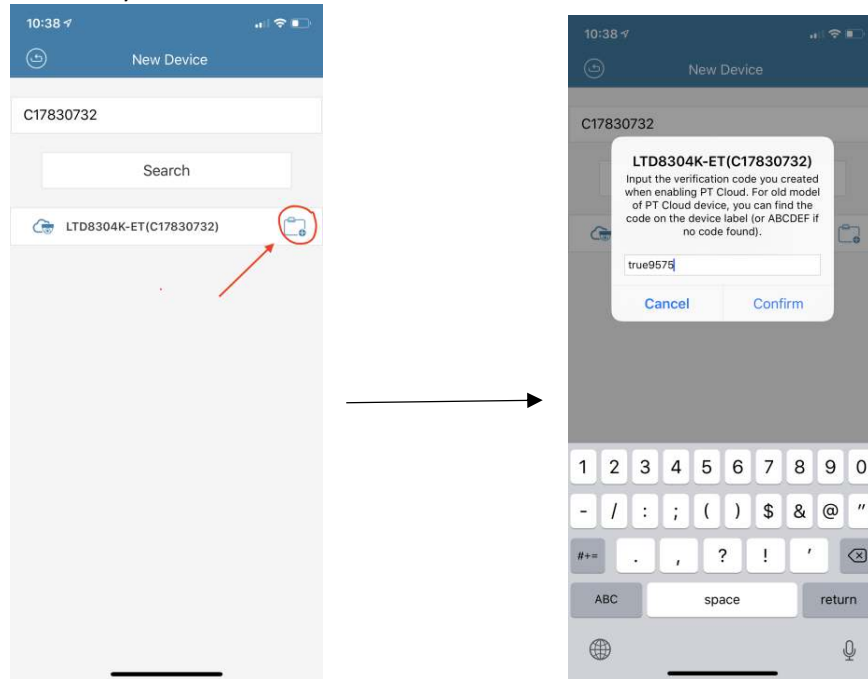 10:38
New Device
C17830732
Search
LTD8304K-ET(C17830732)
10:38
New Device
C17830732
LTD8304K-ET(C17830732)
Input the verification code you created
when enabling PT Cloud. For old model
of PT Cloud device, you can find the
code on the device label (or ABCDEF if
no code found).
true9575
Cancel Confirm
1 2 3 4 5 6 7 8 9 0
- / : ; ( ) $ & @ "
#+= . , ? ! ' 
ABC space return